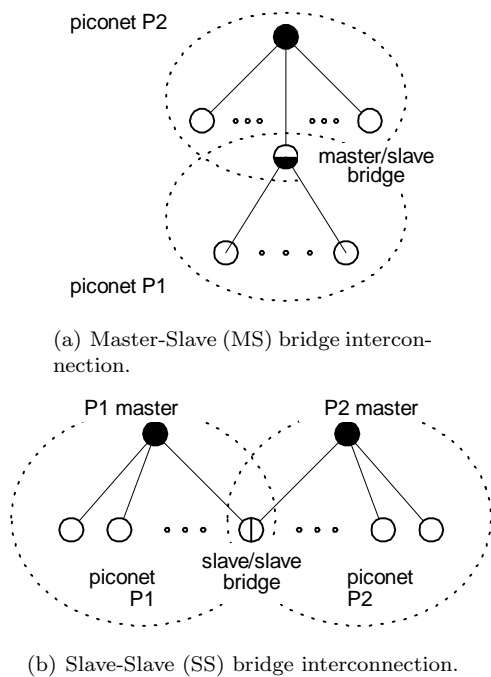 piconet P2
master/slave
bridge
piconet P1
(a) Master-Slave (MS) bridge intercon-
nection.
P1 master
P2 master
slave/slave
bridge
piconet
P1
piconet
P2
(b) Slave-Slave (SS) bridge interconnection.